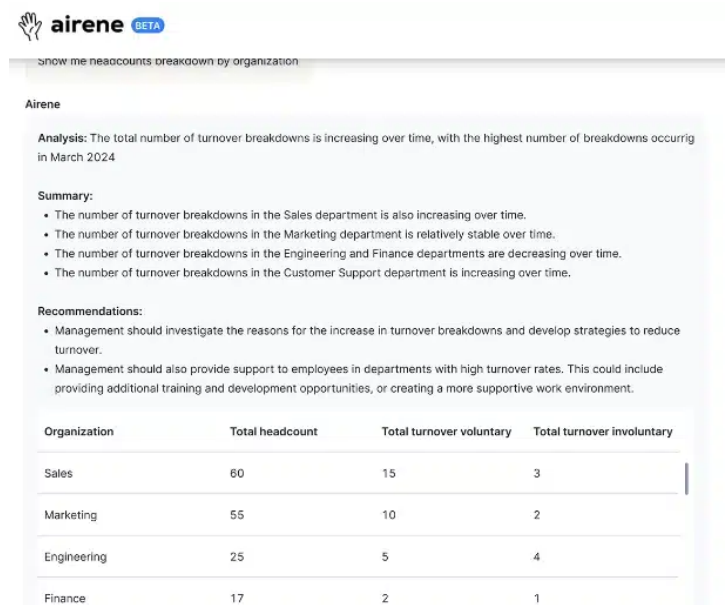 airene BETA
Show me headcounts breakdown by organization
Airene
Analysis: The total number of turnover breakdowns is increasing over time, with the highest number of breakdowns occurrig
in March 2024
Summary:
• The number of turnover breakdowns in the Sales department is also increasing over time.
• The number of turnover breakdowns in the Marketing department is relatively stable over time.
• The number of turnover breakdowns in the Engineering and Finance departments are decreasing over time.
• The number of turnover breakdowns in the Customer Support department is increasing over time.
Recommendations:
• Management should investigate the reasons for the increase in turnover breakdowns and develop strategies to reduce
turnover.
• Management should also provide support to employees in departments with high turnover rates. This could include
providing additional training and development opportunities, or creating a more supportive work environment.
Organization Total headcount Total turnover voluntary Total turnover involuntary
Sales 60 15 3
Marketing 55 10 2
Engineering 25 5 4
Finance 17 2 1